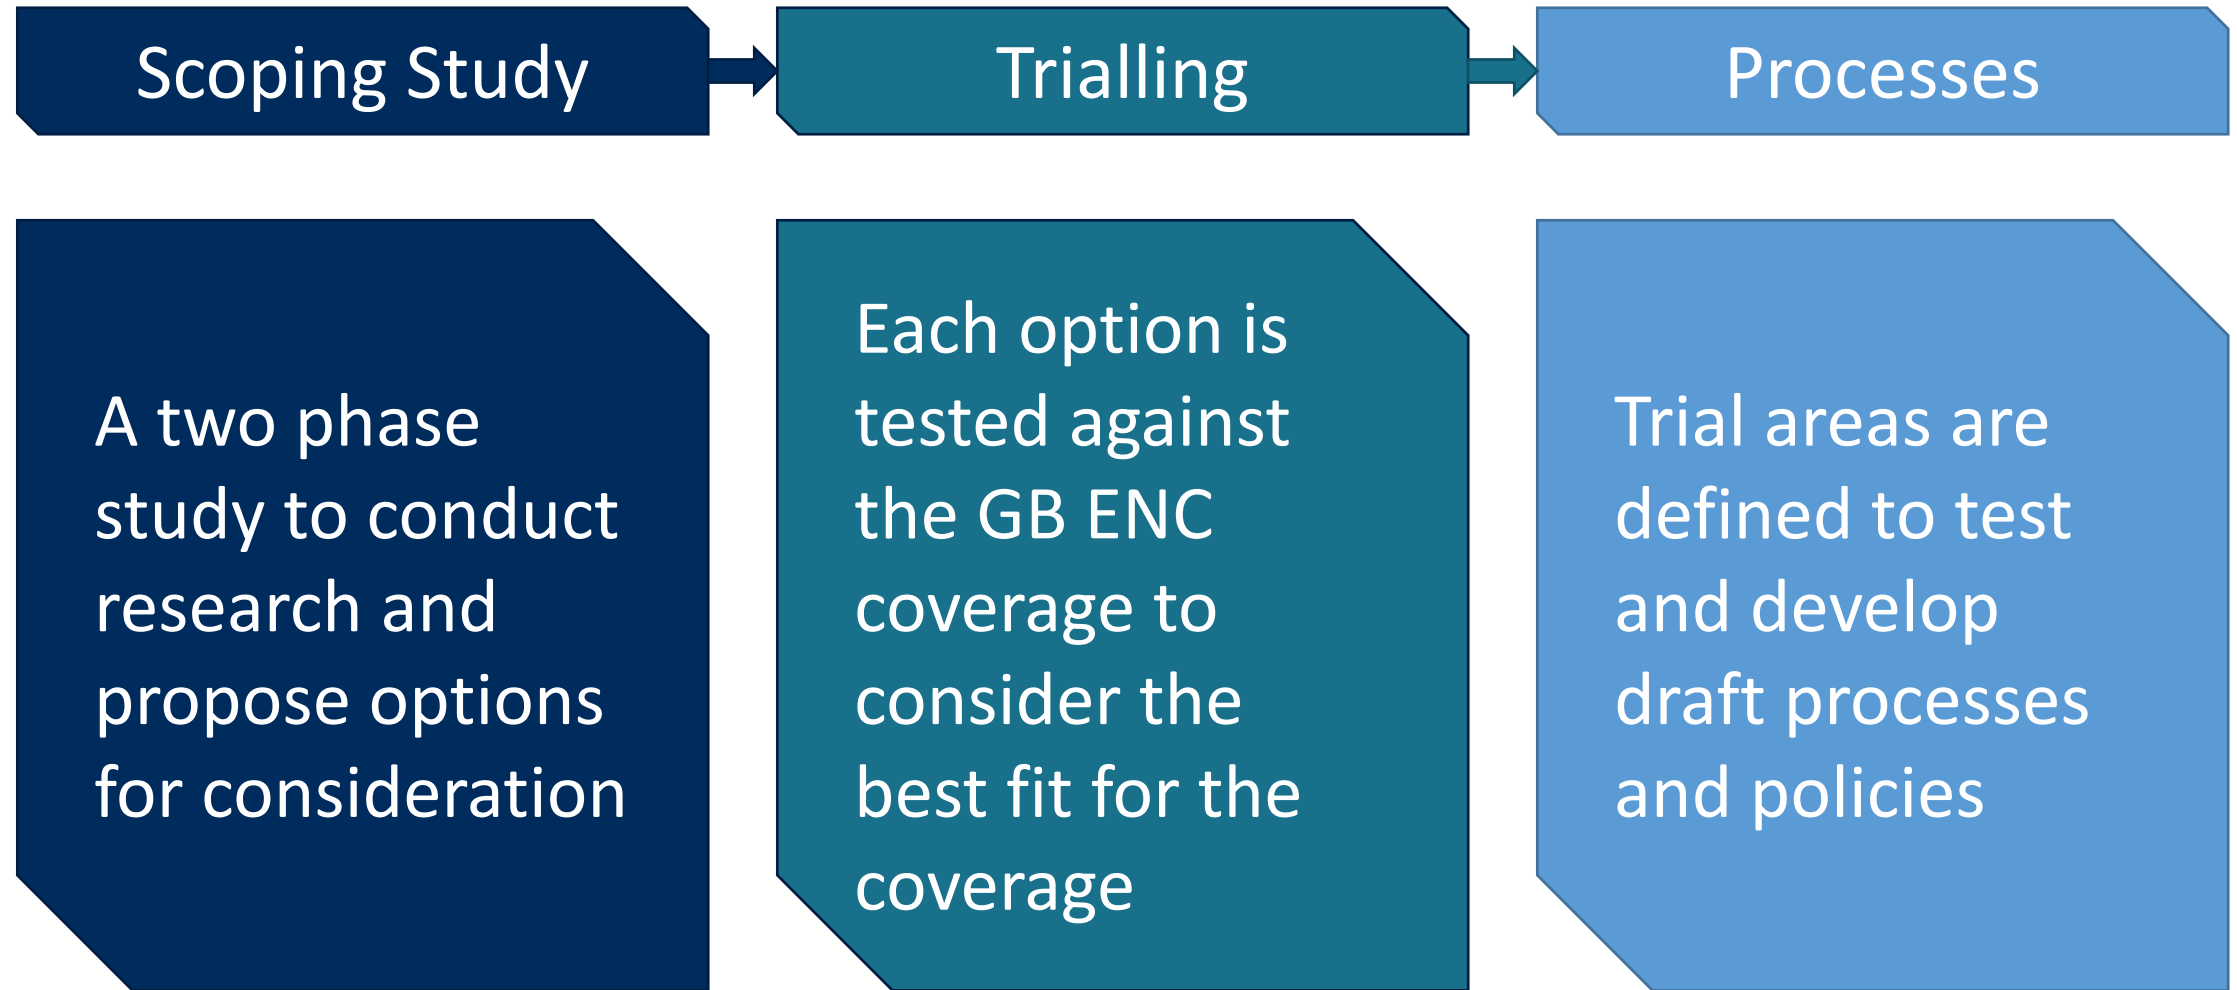 Scoping Study
Trialling
Processes
A two phase
study to conduct
research and
propose options
for consideration
Each option is
tested against
the GB ENC
coverage to
consider the
best fit for the
coverage
Trial areas are
defined to test
and develop
draft processes
and policies